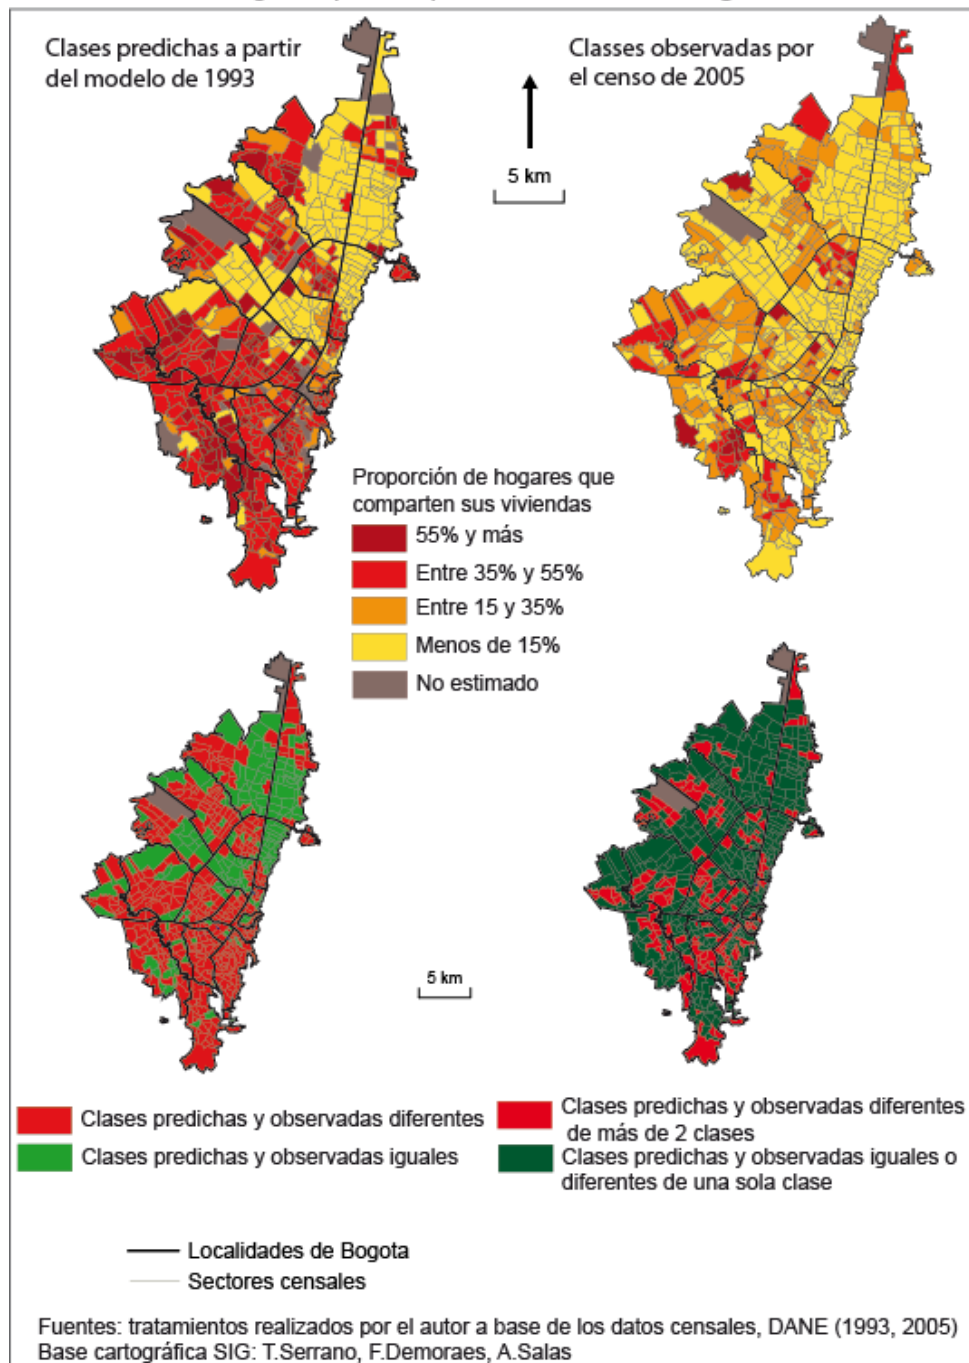 Clases predichas a partir
del modelo de 1993
Classes observadas por
el censo de 2005
5 km
Proporción de hogares que
comparten sus viviendas
55% y más
Entre 35% y 55%
Entre 15 y 35%
Menos de 15%
No estimado
5 km
Clases predichas y observadas diferentes
Clases predichas y observadas iguales
Clases predichas y observadas diferentes
de más de 2 clases
Clases predichas y observadas iguales o
diferentes de una sola clase
Localidades de Bogota
Sectores censales
Fuentes: tratamientos realizados por el autor a base de los datos censales, DANE (1993, 2005)
Base cartográfica SIG: T.Serrano, F.Demoraes, A.Salas